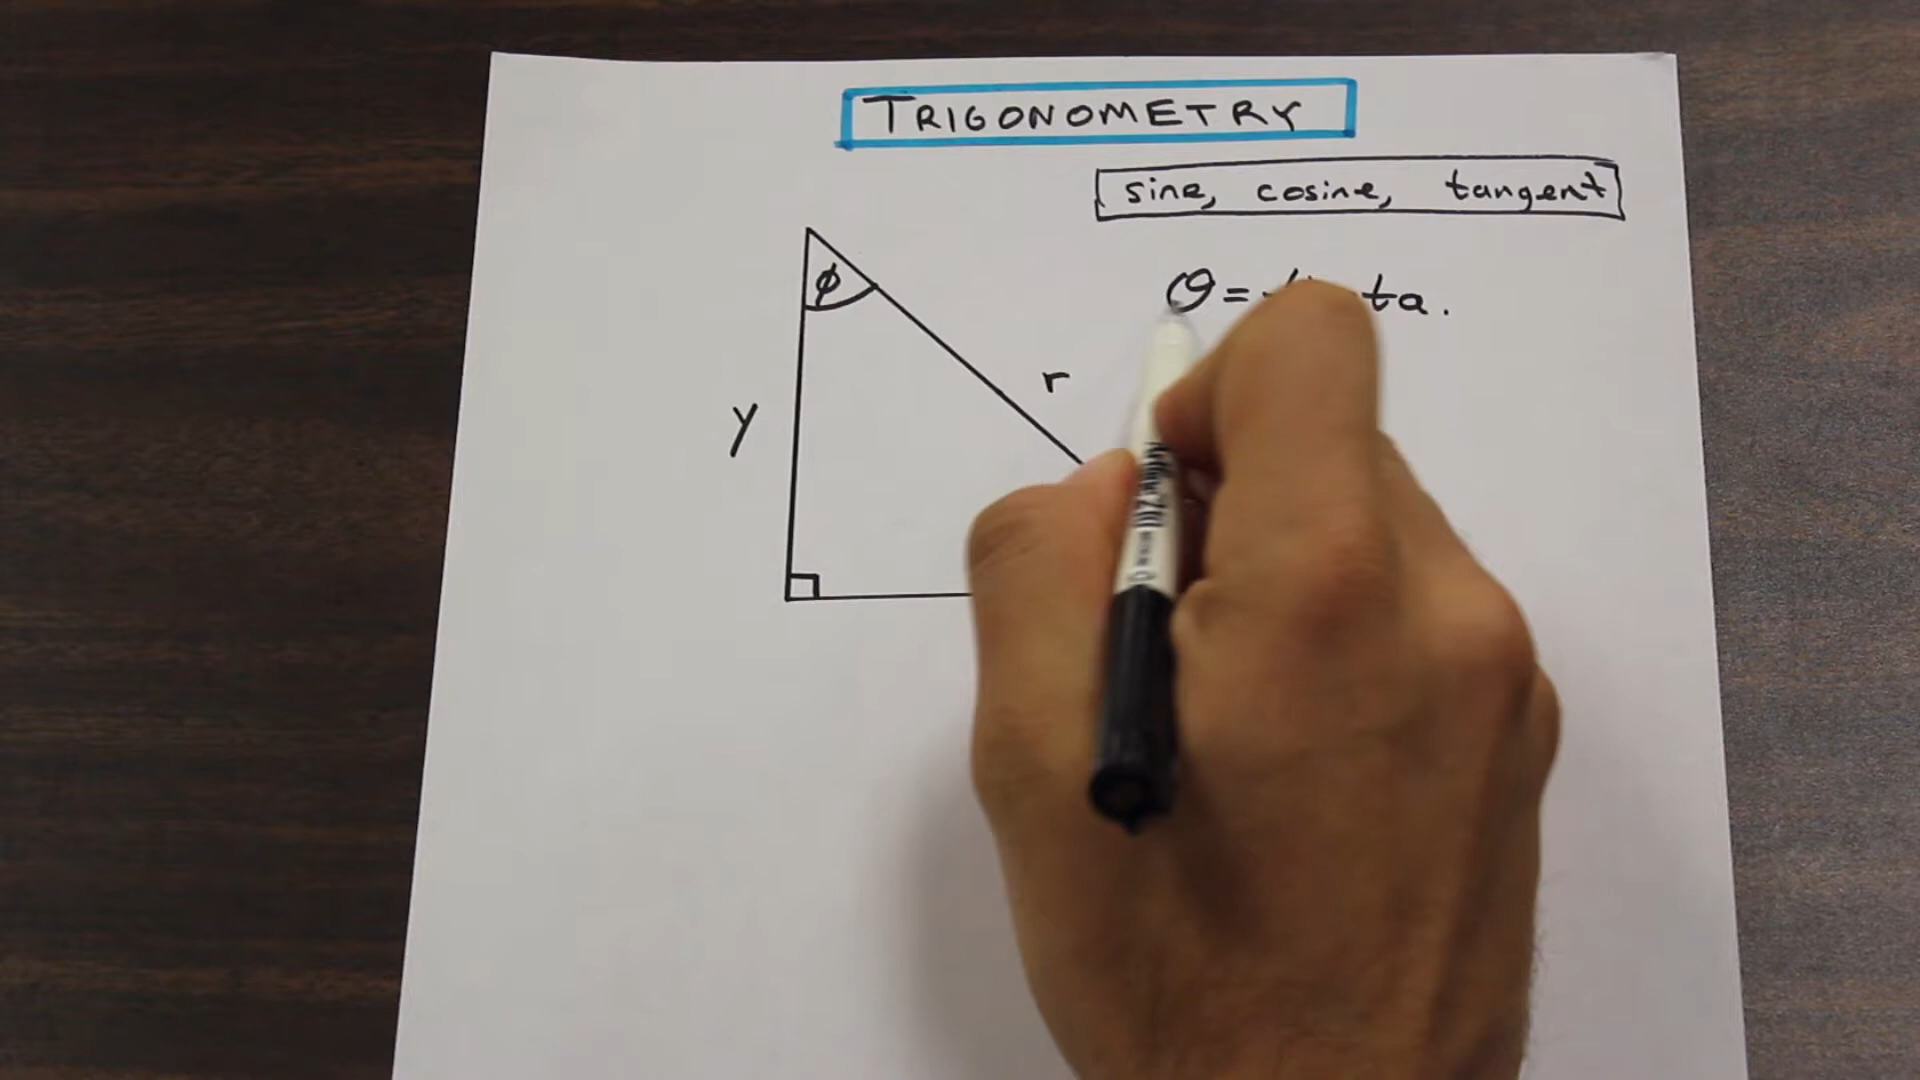 TRIGONOMETRY
sine, cosine, tangent
ϕ
θ = ta.
r
y